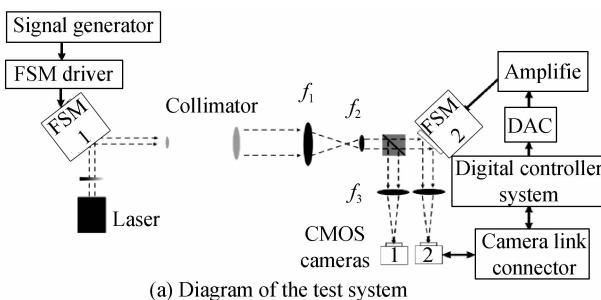 Signal generator
FSM driver
FSM
1
Collimator
Laser
f1
f2
f3
FSM
2
Amplifie
DAC
Digital controller
system
CMOS
cameras
1
2
Camera link
connector
(a) Diagram of the test system